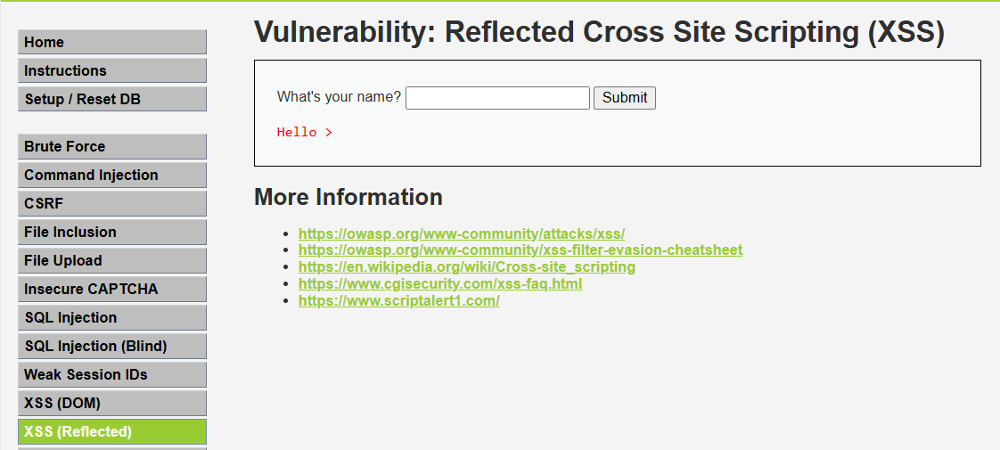 Home
Instructions
Setup / Reset DB
Brute Force
Command Injection
CSRF
File Inclusion
File Upload
Insecure CAPTCHA
SQL Injection
SQL Injection (Blind)
Weak Session IDs
XSS (DOM)
XSS (Reflected)
Vulnerability: Reflected Cross Site Scripting (XSS)
What's your name? Submit
Hello >
More Information
https://owasp.org/www-community/attacks/xss/
https://owasp.org/www-community/xss-filter-evasion-cheatsheet
https://en.wikipedia.org/wiki/Cross-site_scripting
https://www.cgisecurity.com/xss-faq.html
https://www.scriptalert1.com/